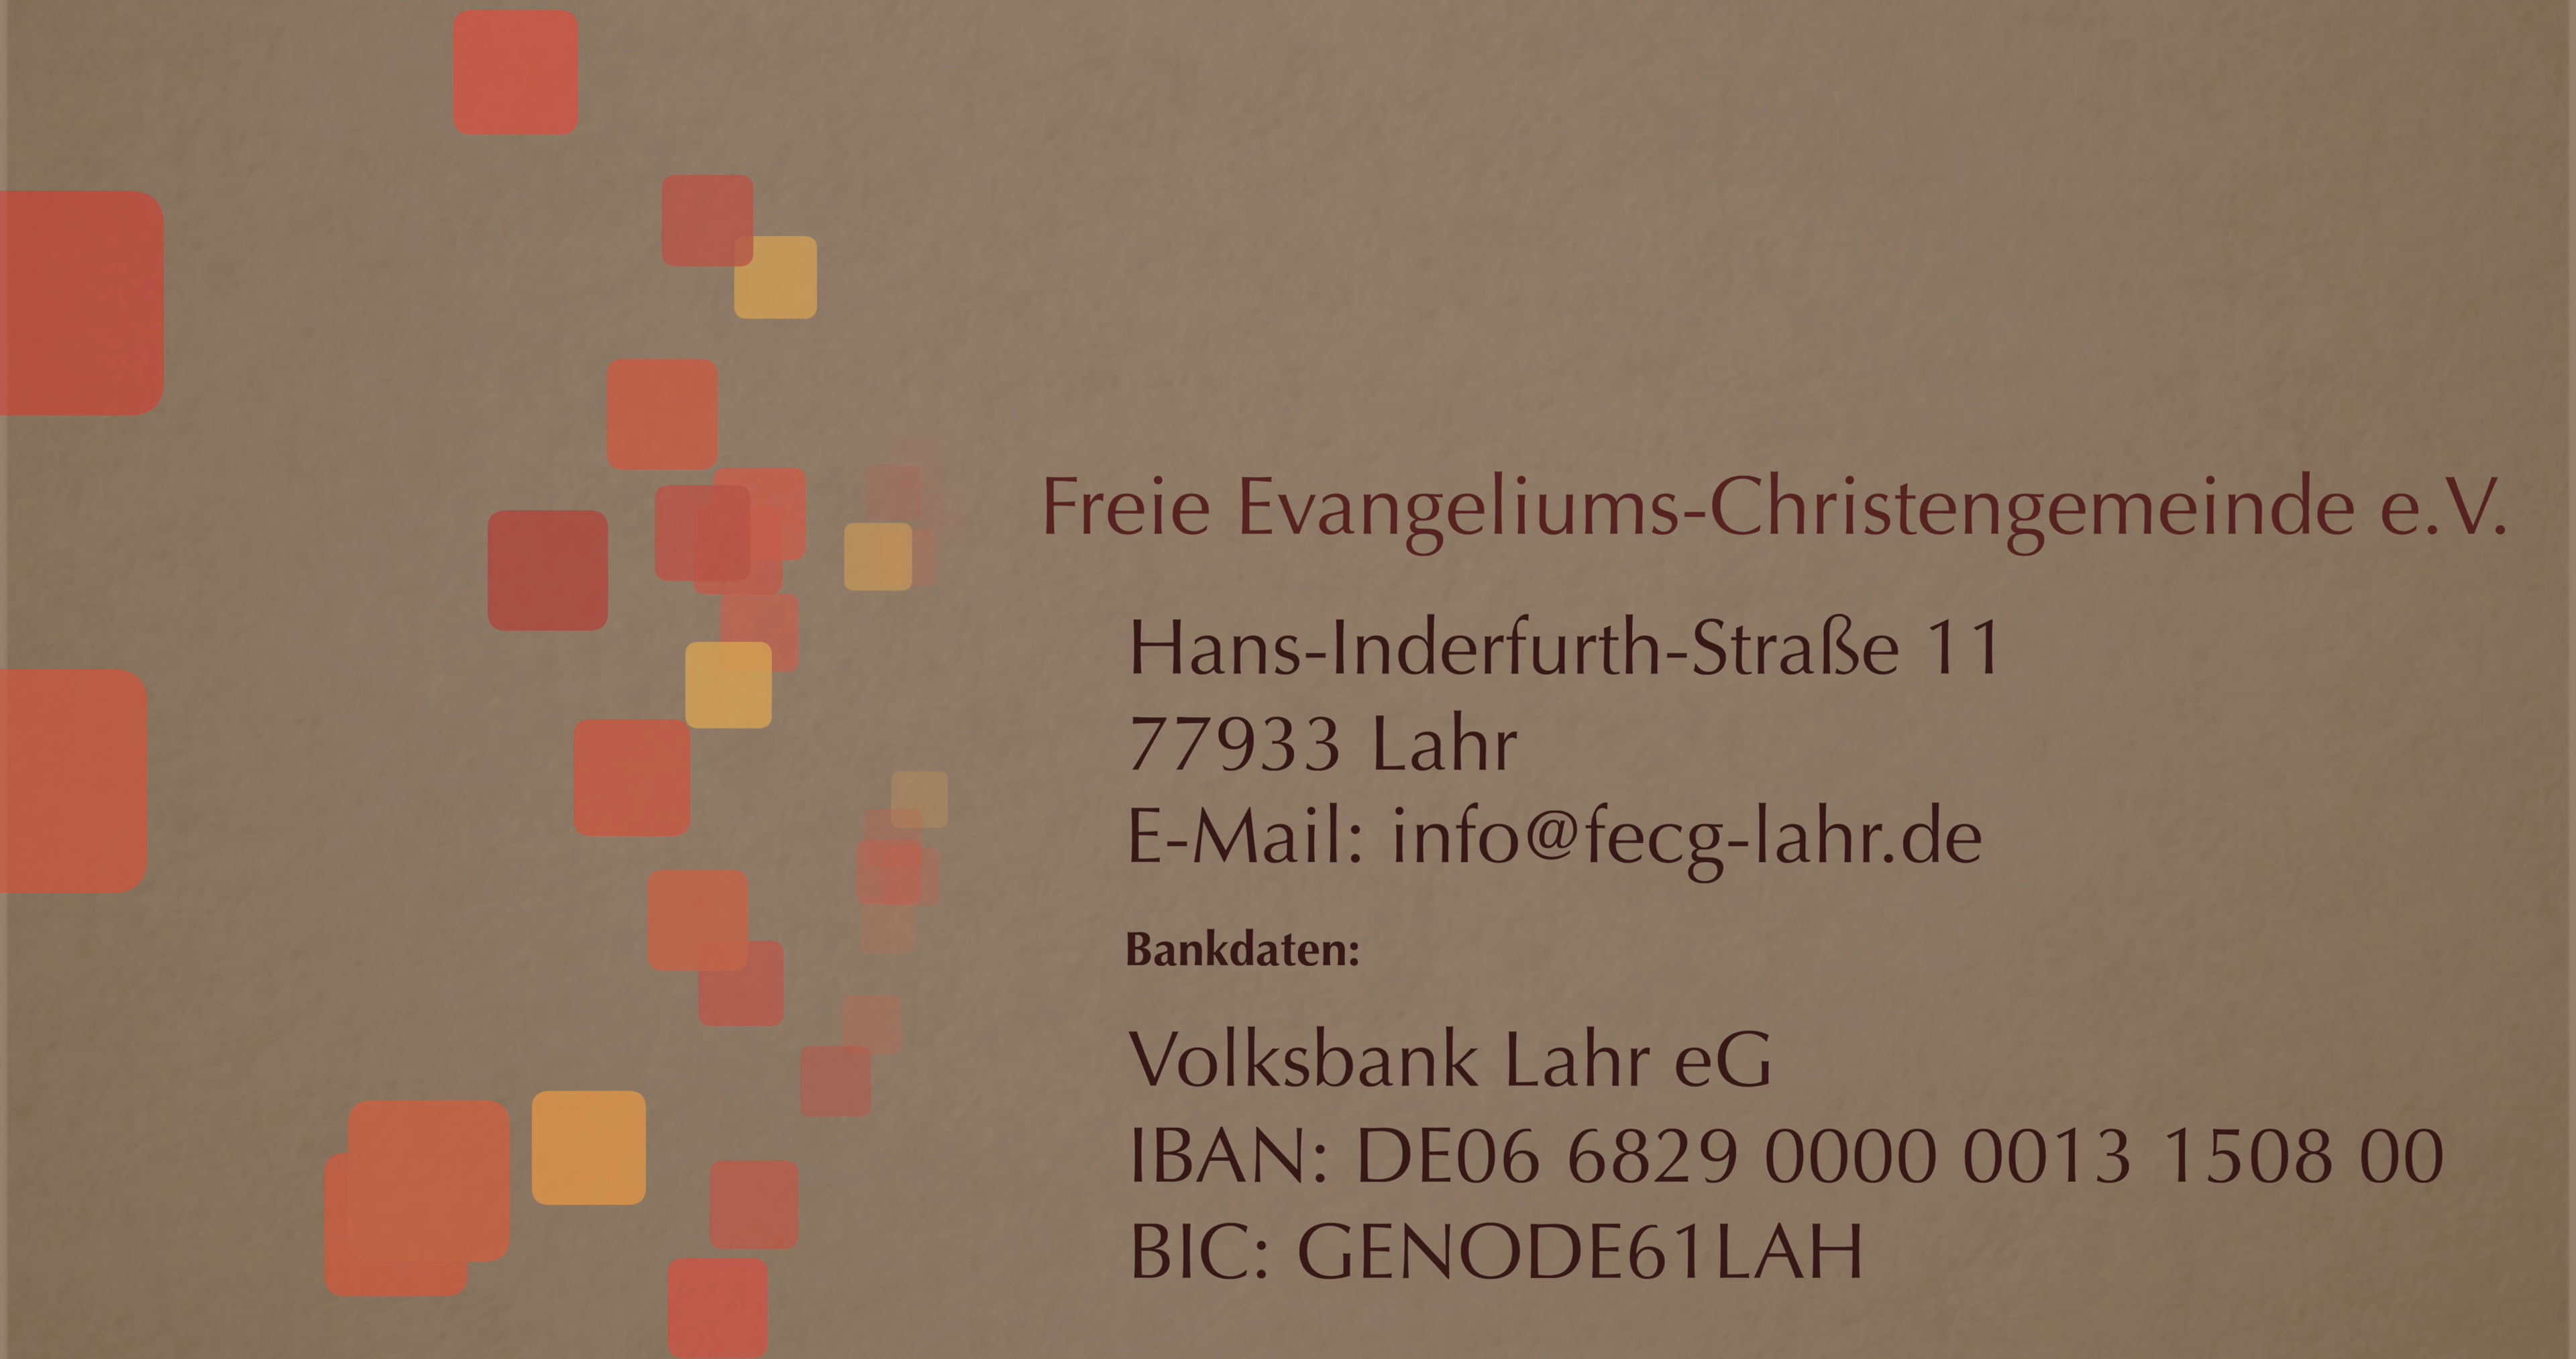 Freie Evangeliums-Christengemeinde e.V.
Hans-Inderfurth-Straße 11
77933 Lahr
E-Mail: info@fecg-lahr.de
Bankdaten:
Volksbank Lahr eG
IBAN: DE06 6829 0000 0013 1508 00
BIC: GENODE61LAH